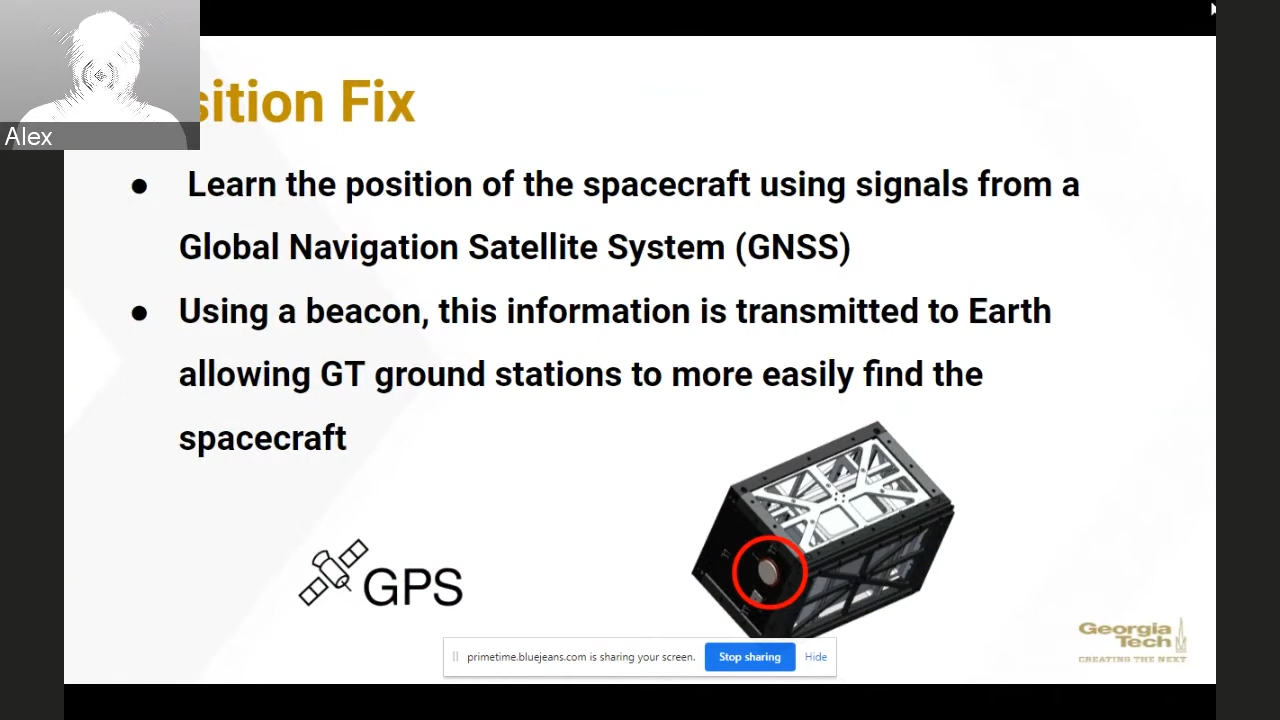 sition Fix
Alex
● Learn the position of the spacecraft using signals from a
Global Navigation Satellite System (GNSS)
● Using a beacon, this information is transmitted to Earth
allowing GT ground stations to more easily find the
spacecraft
GPS
Georgia
Tech
CREATING THE NEXT
primetime.bluejeans.com is sharing your screen. Stop sharing Hide